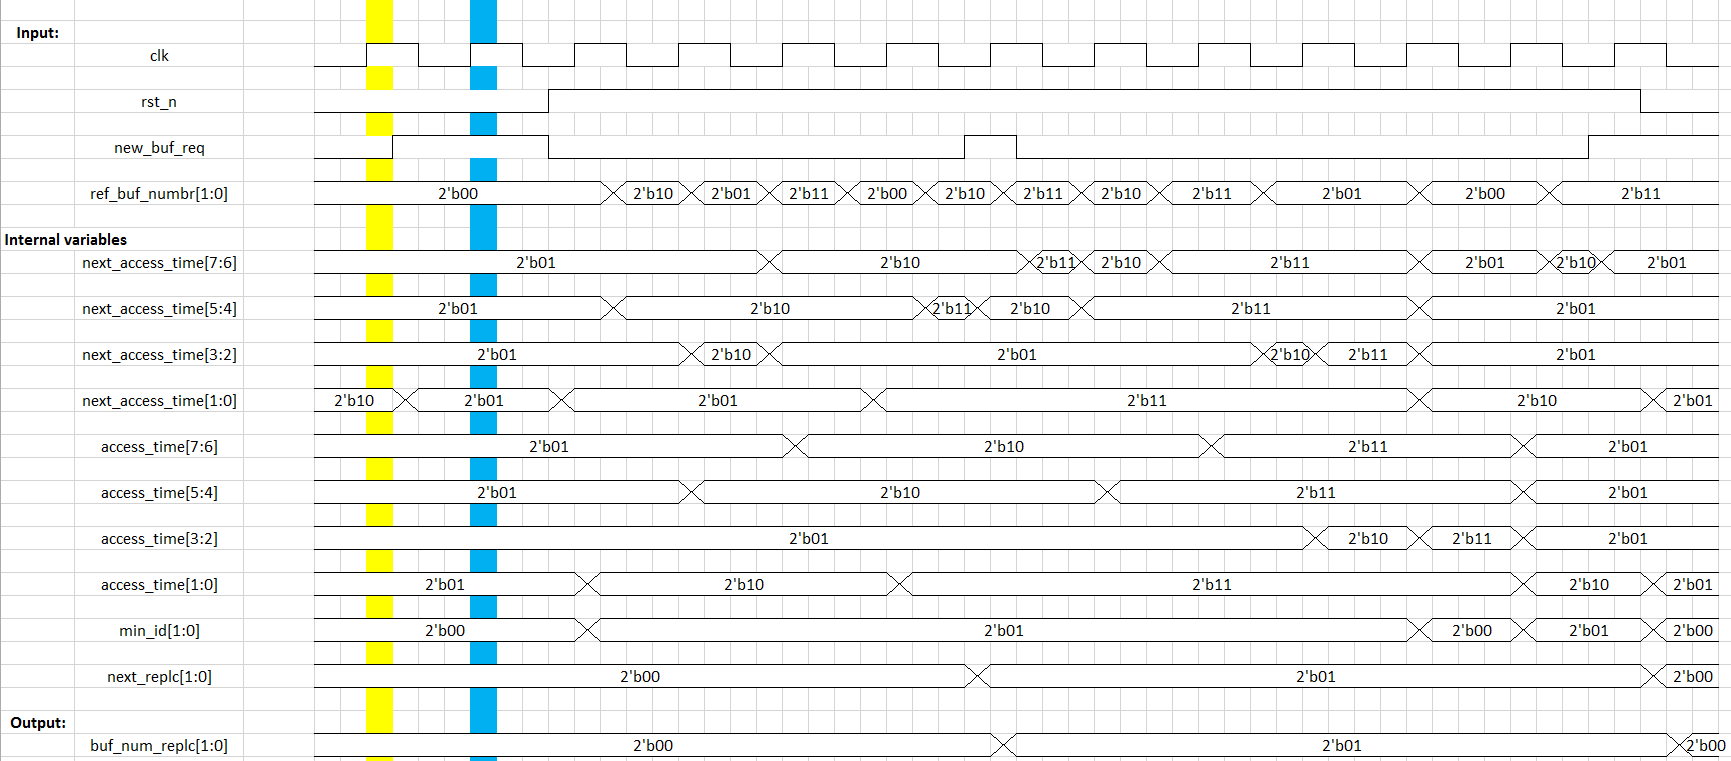 Input:
clk
rst_n
new_buf_req
ref_buf_numbr[1:0] 2'b00 2'b10 2'b01 2'b11 2'b00 2'b10 2'b11 2'b10 2'b11 2'b01 2'b00 2'b11
Internal variables
next_access_time[7:6] 2'b01 2'b10 2'b11 2'b10 2'b11 2'b01 2'b10 2'b01
next_access_time[5:4] 2'b01 2'b10 2'b11 2'b10 2'b11 2'b01
next_access_time[3:2] 2'b01 2'b10 2'b01 2'b10 2'b11 2'b01
next_access_time[1:0] 2'b10 2'b01 2'b01 2'b11 2'b10 2'b01
access_time[7:6] 2'b01 2'b10 2'b11 2'b01
access_time[5:4] 2'b01 2'b10 2'b11 2'b01
access_time[3:2] 2'b01 2'b10 2'b11 2'b01
access_time[1:0] 2'b01 2'b10 2'b11 2'b10 2'b01
min_id[1:0] 2'b00 2'b01 2'b00 2'b01 2'b00
next_replc[1:0] 2'b00 2'b01 2'b00
Output:
buf_num_replc[1:0] 2'b00 2'b01 2'b00